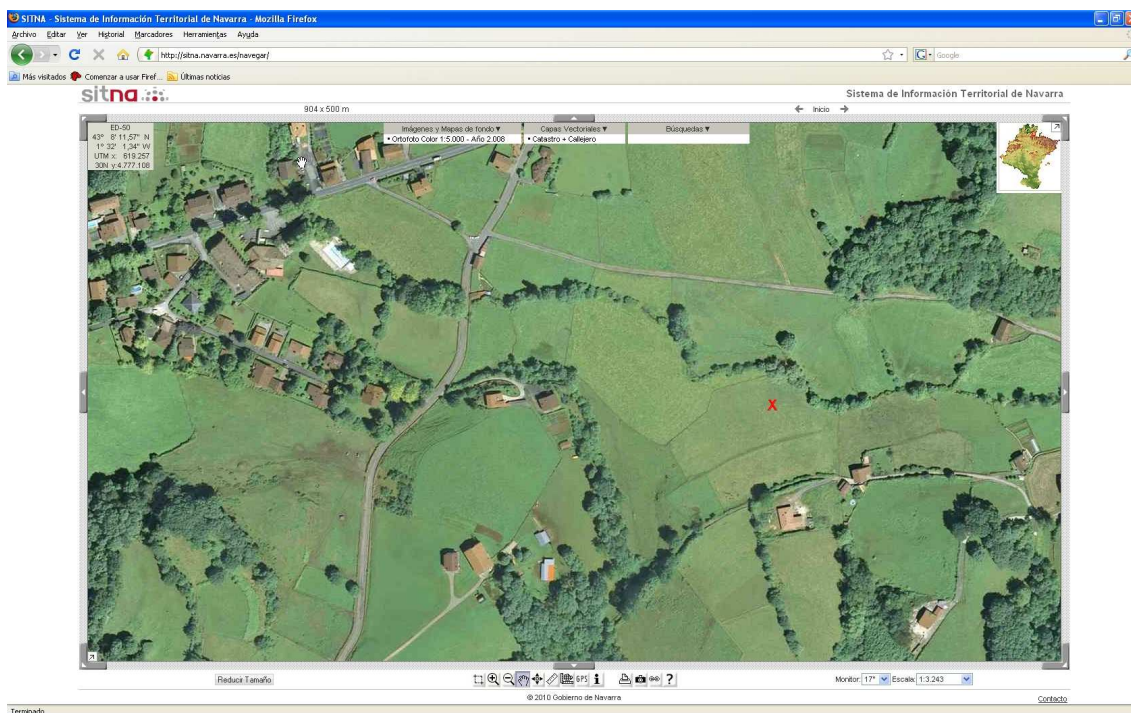 SITNA - Sistema de Información Territorial de Navarra - Mozilla Firefox
Archivo Editar Ver Historial Marcadores Herramientas Ayuda
http://sitna.navarra.es/navegar/
Google
Más visitados Comenzar a usar Firef... Últimas noticias
sitna
Sistema de Información Territorial de Navarra
904 x 500 m
Inicio
ED-50
43º 8' 11,57" N
1º 32' 1,34" W
UTM x: 619.257
30N y:4.777.108
Imágenes y Mapas de fondo ▼ Capas Vectoriales ▼ Búsquedas ▼
• Ortofoto Color 1:5.000 - Año 2.008 • Catastro + Callejero
X
Reducir Tamaño
GPS i ?
Monitor: 17" Escala: 1:3.243
© 2010 Gobierno de Navarra
Contacto
Terminado